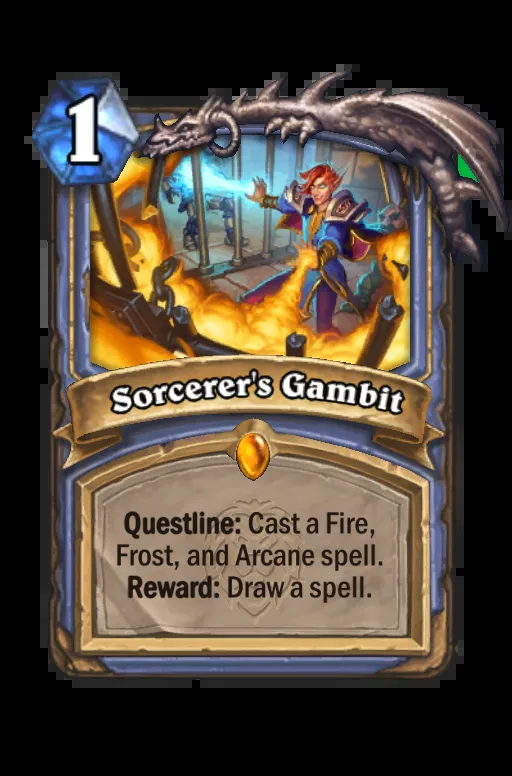 1
Sorcerer's Gambit
Questline: Cast a Fire,
Frost, and Arcane spell.
Reward: Draw a spell.